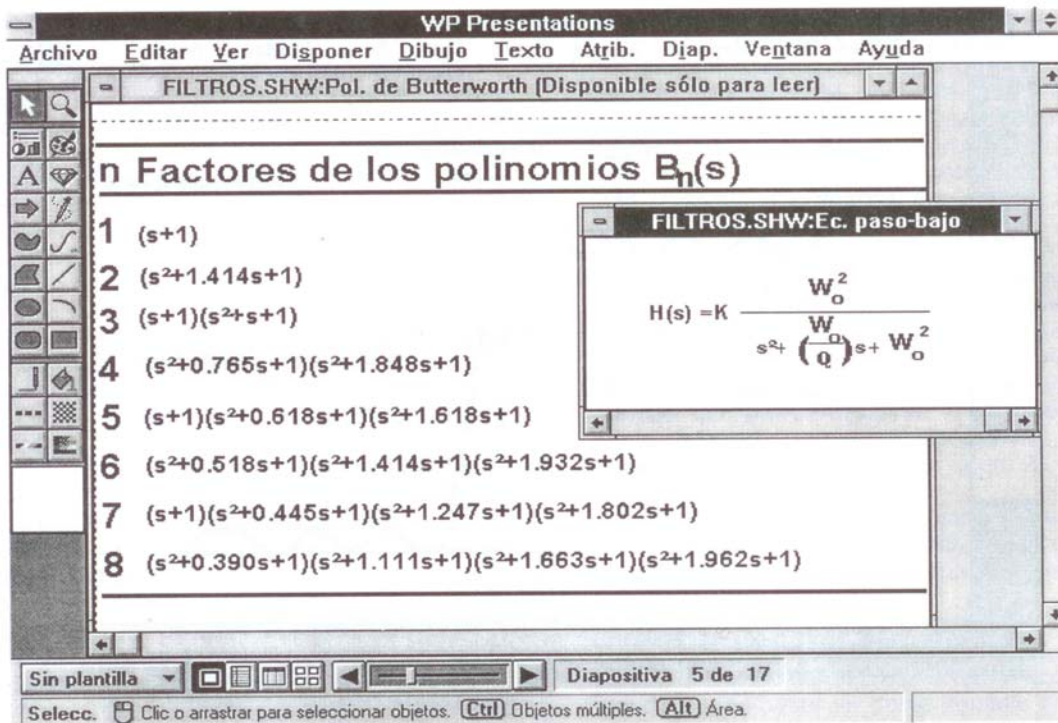 WP Presentations
Archivo Editar Ver Disponer Dibujo Texto Atrib. Diap. Ventana Ayuda
FILTROS.SHW:Pol. de Butterworth (Disponible sólo para leer)
n Factores de los polinomios Bₙ(s)
1 (s+1)
2 (s²+1.414s+1)
3 (s+1)(s²+s+1)
4 (s²+0.765s+1)(s²+1.848s+1)
5 (s+1)(s²+0.618s+1)(s²+1.618s+1)
6 (s²+0.518s+1)(s²+1.414s+1)(s²+1.932s+1)
7 (s+1)(s²+0.445s+1)(s²+1.247s+1)(s²+1.802s+1)
8 (s²+0.390s+1)(s²+1.111s+1)(s²+1.663s+1)(s²+1.962s+1)
FILTROS.SHW:Ec. paso-bajo
W₀²
H(s) =K
s²+ (W₀/Q)s+ W₀²
Sin plantilla
Diapositiva 5 de 17
Selecc. Clic o arrastrar para seleccionar objetos. Ctrl Objetos múltiples. Alt Área.